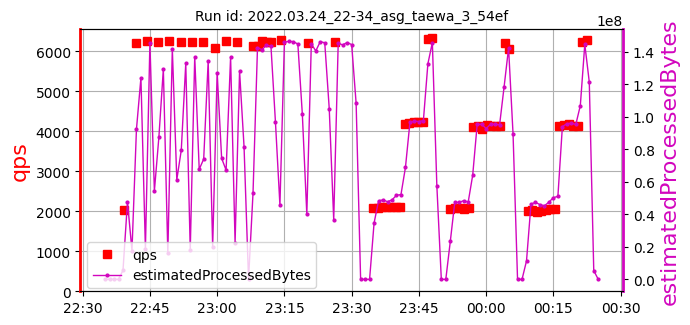 Run id: 2022.03.24_22-34_asg_taewa_3_54ef
1e8
6000
5000
4000
3000
2000
1000
0
qps
1.4
1.2
1.0
0.8
0.6
0.4
0.2
0.0
estimatedProcessedBytes
qps
estimatedProcessedBytes
22:30 22:45 23:00 23:15 23:30 23:45 00:00 00:15 00:30